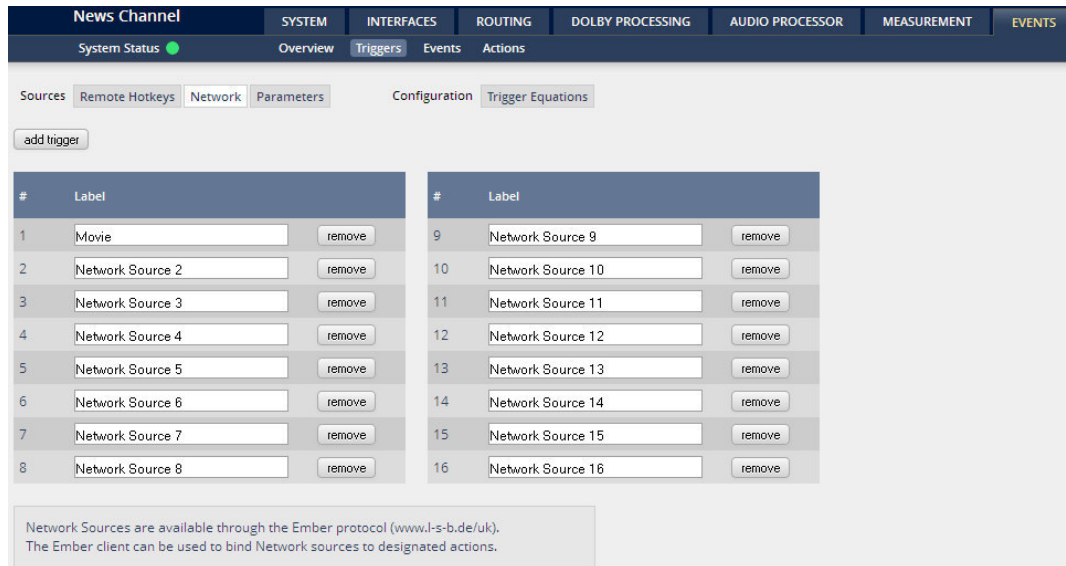 News Channel SYSTEM INTERFACES ROUTING DOLBY PROCESSING AUDIO PROCESSOR MEASUREMENT EVENTS
System Status Overview Triggers Events Actions
Sources Remote Hotkeys Network Parameters Configuration Trigger Equations
add trigger
# Label # Label
1 Movie remove 9 Network Source 9 remove
2 Network Source 2 remove 10 Network Source 10 remove
3 Network Source 3 remove 11 Network Source 11 remove
4 Network Source 4 remove 12 Network Source 12 remove
5 Network Source 5 remove 13 Network Source 13 remove
6 Network Source 6 remove 14 Network Source 14 remove
7 Network Source 7 remove 15 Network Source 15 remove
8 Network Source 8 remove 16 Network Source 16 remove
Network Sources are available through the Ember protocol (www.l-s-b.de/uk).
The Ember client can be used to bind Network sources to designated actions.